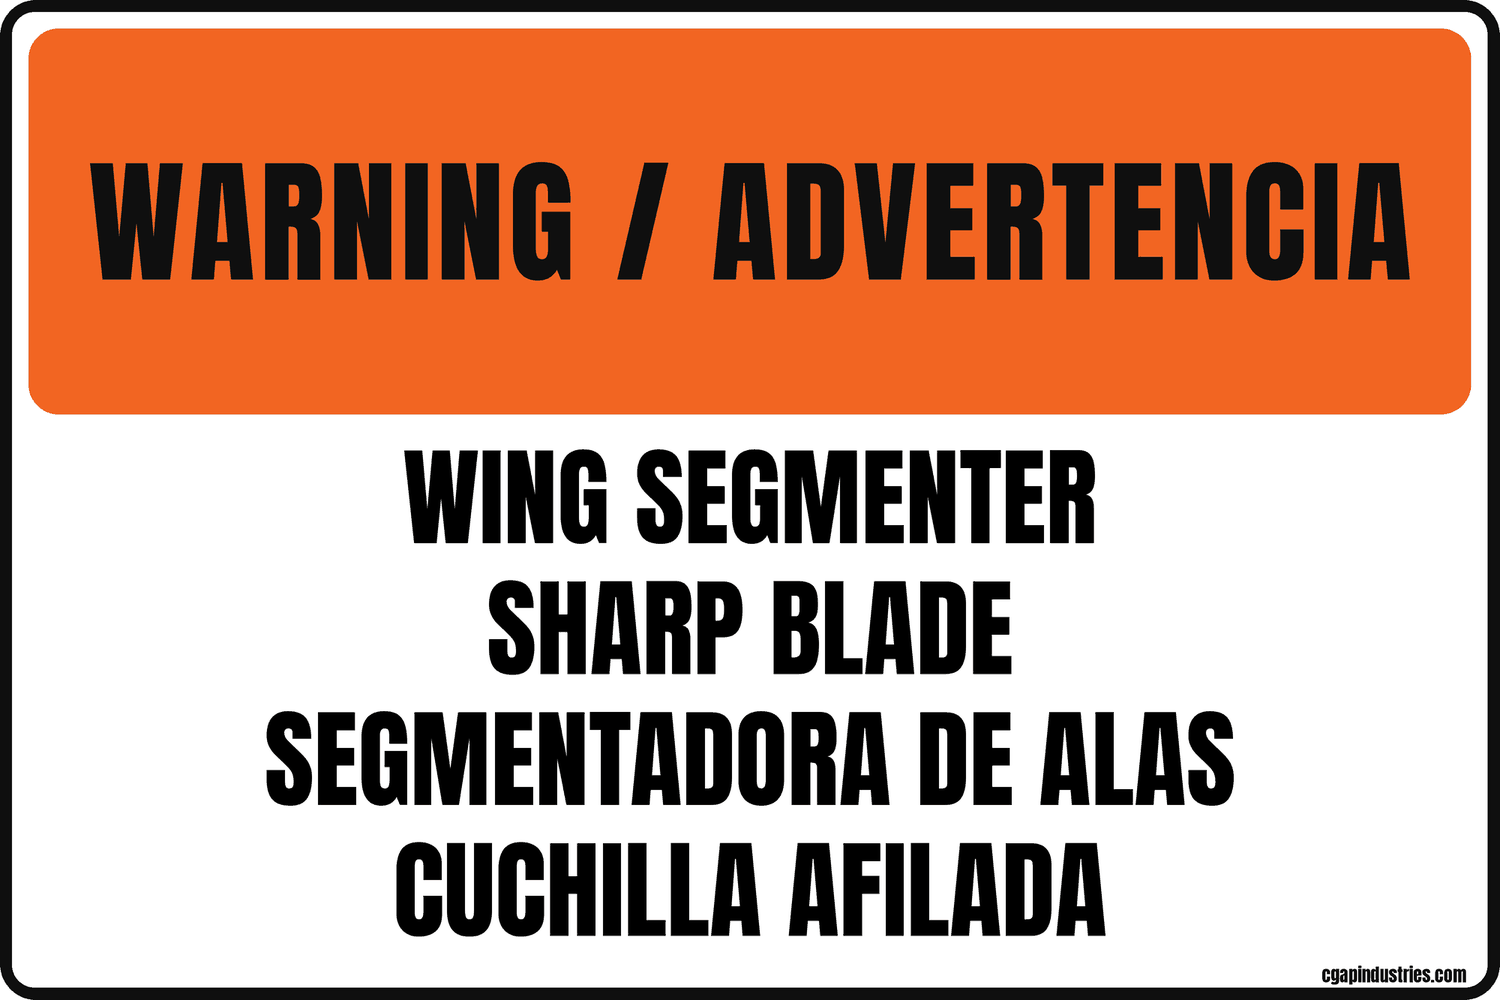 WARNING / ADVERTENCIA
WING SEGMENTER
SHARP BLADE
SEGMENTADORA DE ALAS
CUCHILLA AFILADA
cgapindustries.com